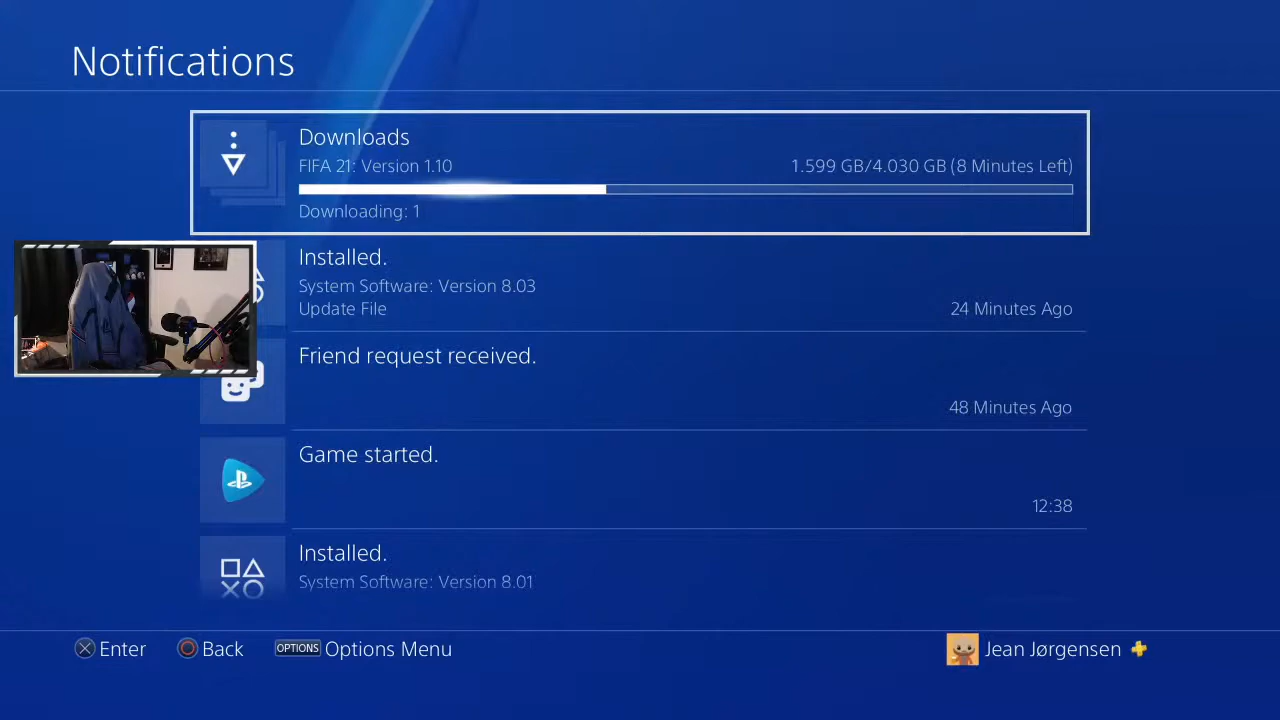 Notifications
Downloads
FIFA 21: Version 1.10
1.599 GB/4.030 GB (8 Minutes Left)
Downloading: 1
Installed.
System Software: Version 8.03
Update File
24 Minutes Ago
Friend request received.
48 Minutes Ago
Game started.
12:38
Installed.
System Software: Version 8.01
Enter
Back
OPTIONS Options Menu
Jean Jørgensen